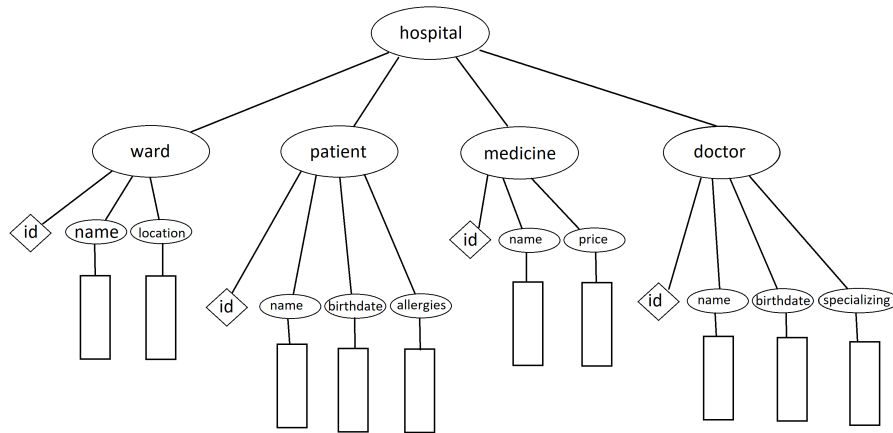 hospital
ward
patient
medicine
doctor
id
name
location
id
name
birthdate
allergies
id
name
price
id
name
birthdate
specializing